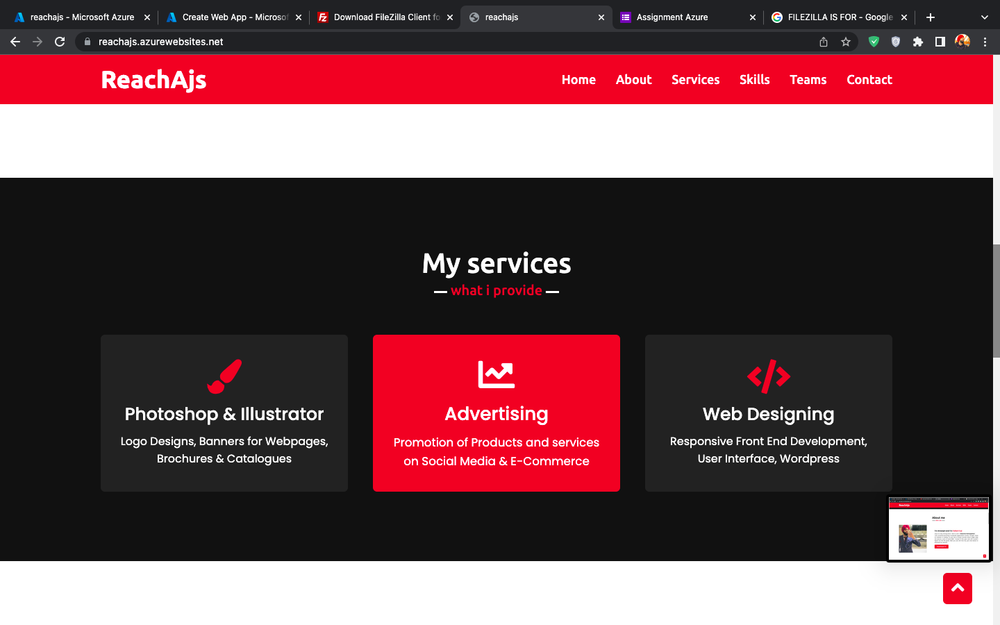 reachajs - Microsoft Azure
Create Web App - Microsof
Download FileZilla Client fo
reachajs
Assignment Azure
FILEZILLA IS FOR - Google
reachajs.azurewebsites.net
ReachAjs
Home About Services Skills Teams Contact
My services
what i provide
Photoshop & Illustrator
Logo Designs, Banners for Webpages,
Brochures & Catalogues
Advertising
Promotion of Products and services
on Social Media & E-Commerce
Web Designing
Responsive Front End Development,
User Interface, Wordpress
ReachAjs
About me